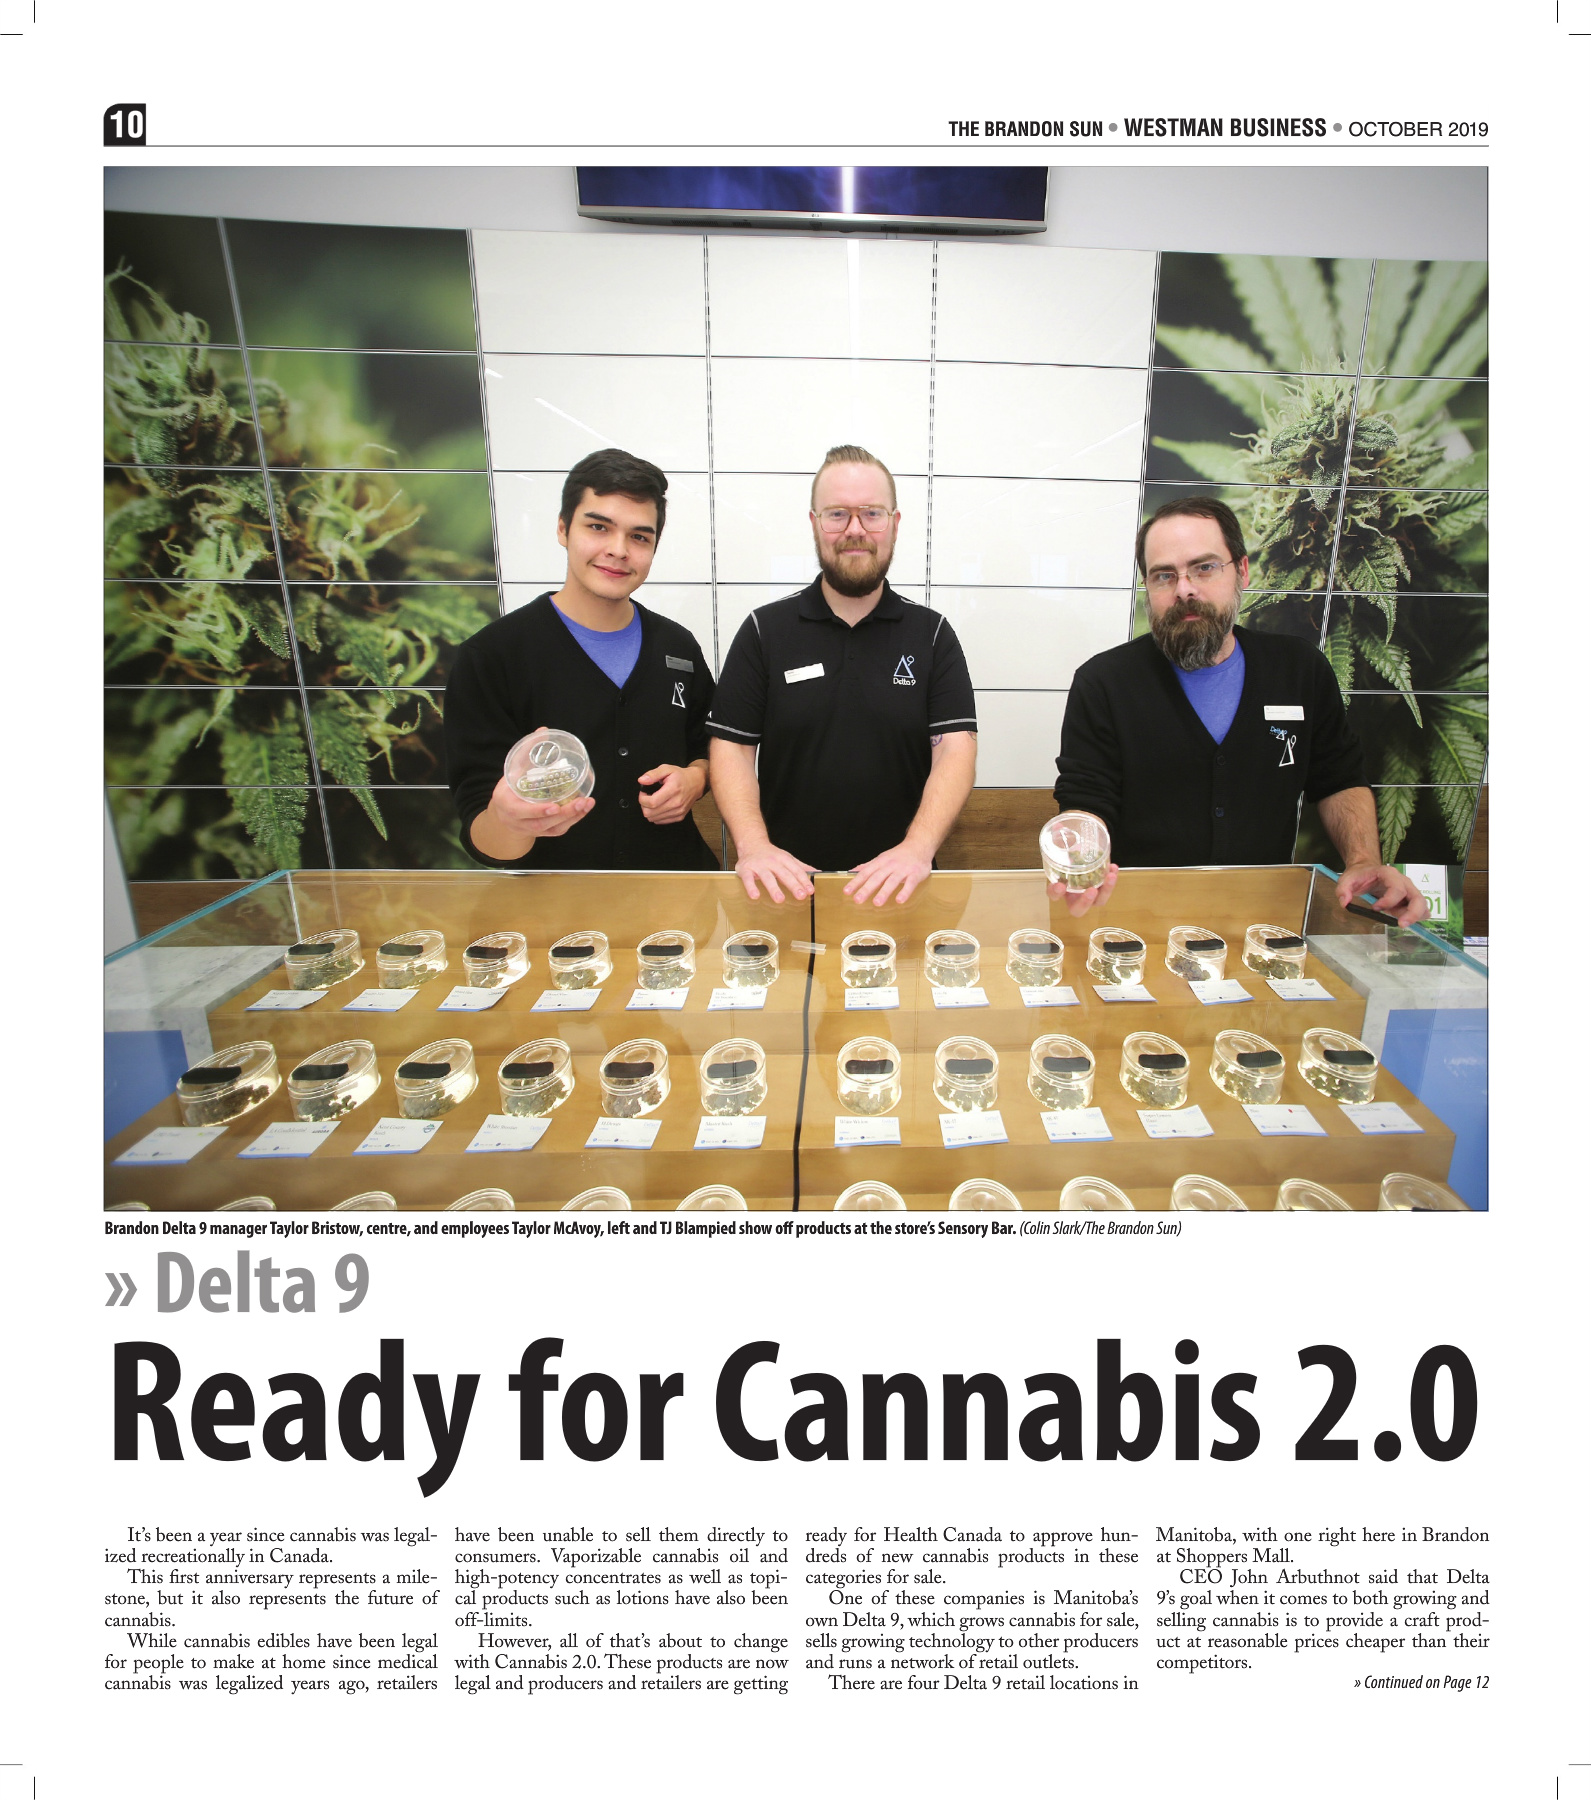 10
THE BRANDON SUN • WESTMAN BUSINESS • OCTOBER 2019
Delta 9
Brandon Delta 9 manager Taylor Bristow, centre, and employees Taylor McAvoy, left and TJ Blampied show off products at the store's Sensory Bar. (Colin Slark/The Brandon Sun)
» Delta 9
Ready for Cannabis 2.0
It's been a year since cannabis was legal-
ized recreationally in Canada.
This first anniversary represents a mile-
stone, but it also represents the future of
cannabis.
While cannabis edibles have been legal
for people to make at home since medical
cannabis was legalized years ago, retailers
have been unable to sell them directly to
consumers. Vaporizable cannabis oil and
high-potency concentrates as well as topi-
cal products such as lotions have also been
off-limits.
However, all of that's about to change
with Cannabis 2.0. These products are now
legal and producers and retailers are getting
ready for Health Canada to approve hun-
dreds of new cannabis products in these
categories for sale.
One of these companies is Manitoba's
own Delta 9, which grows cannabis for sale,
sells growing technology to other producers
and runs a network of retail outlets.
There are four Delta 9 retail locations in
Manitoba, with one right here in Brandon
at Shoppers Mall.
CEO John Arbuthnot said that Delta
9's goal when it comes to both growing and
selling cannabis is to provide a craft prod-
uct at reasonable prices cheaper than their
competitors.
» Continued on Page 12